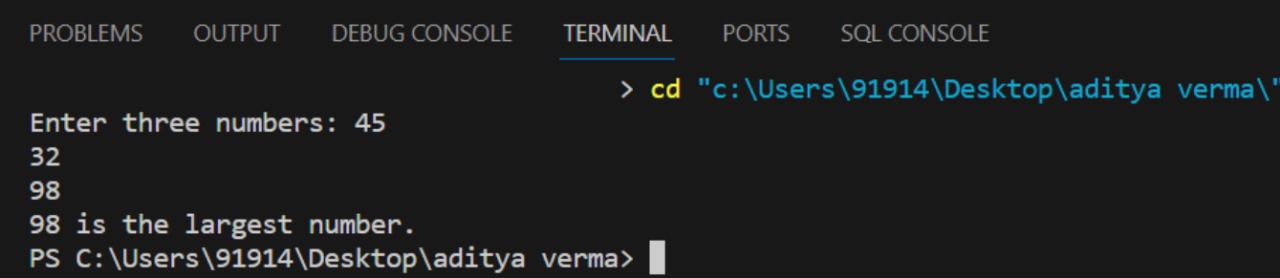 PROBLEMS OUTPUT DEBUG CONSOLE TERMINAL PORTS SQL CONSOLE
> cd "c:\Users\91914\Desktop\aditya verma\"
Enter three numbers: 45
32
98
98 is the largest number.
PS C:\Users\91914\Desktop\aditya verma>